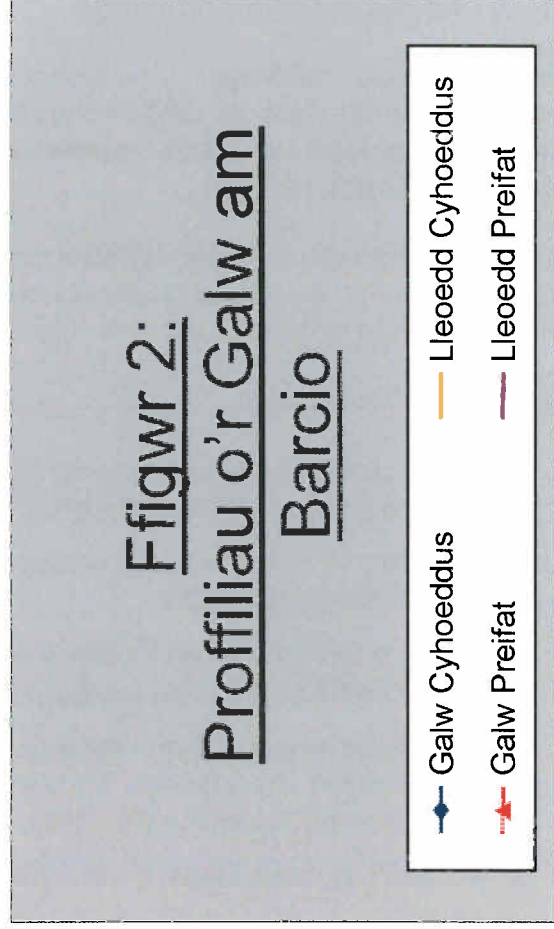 Ffigwr 2:
Proffiliau o'r Galw am
Barcio
Galw Cyhoeddus
Lleoedd Cyhoeddus
Galw Preifat
Lleoedd Preifat